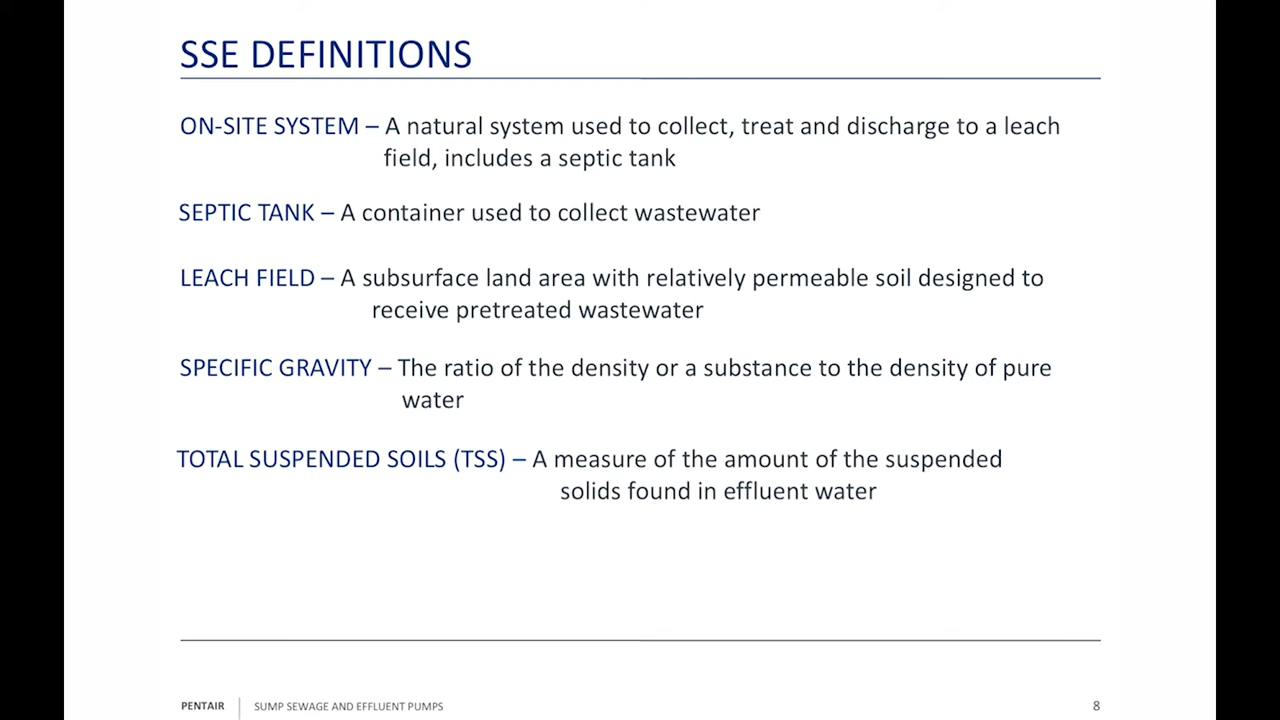 SSE DEFINITIONS
ON-SITE SYSTEM – A natural system used to collect, treat and discharge to a leach
field, includes a septic tank
SEPTIC TANK – A container used to collect wastewater
LEACH FIELD – A subsurface land area with relatively permeable soil designed to
receive pretreated wastewater
SPECIFIC GRAVITY – The ratio of the density or a substance to the density of pure
water
TOTAL SUSPENDED SOILS (TSS) – A measure of the amount of the suspended
solids found in effluent water
PENTAIR SUMP SEWAGE AND EFFLUENT PUMPS 8